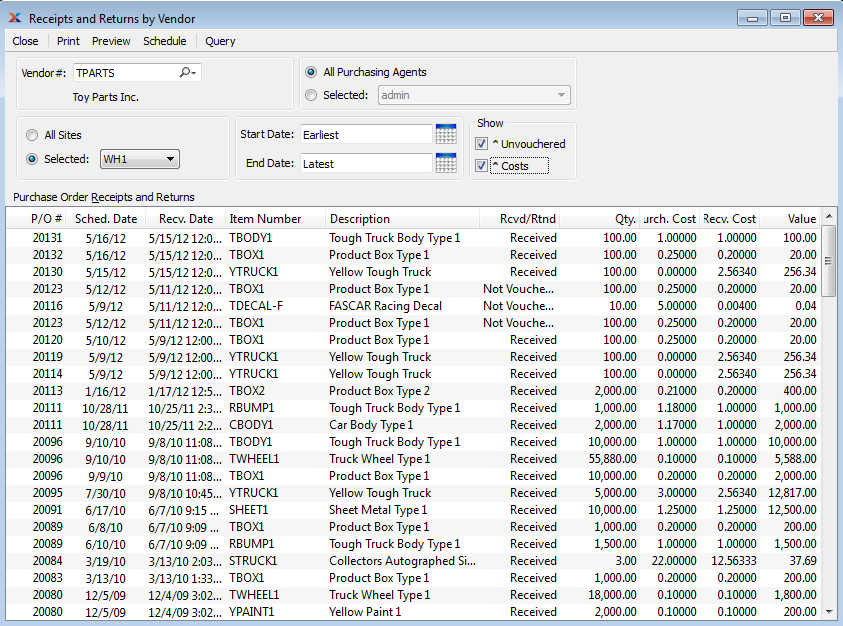 Receipts and Returns by Vendor
Close Print Preview Schedule Query
Vendor #: TPARTS
Toy Parts Inc.
All Purchasing Agents
Selected: admin
All Sites
Selected: WH1
Start Date: Earliest
End Date: Latest
Show
^ Unvouchered
^ Costs
Purchase Order Receipts and Returns
P/O # Sched. Date Recv. Date Item Number Description Rcvd/Rtnd Qty. urch. Cost Recv. Cost Value
20131 5/16/12 5/15/12 12:0... TBODY1 Tough Truck Body Type 1 Received 100.00 1.00000 1.00000 100.00
20132 5/16/12 5/15/12 12:0... TBOX1 Product Box Type 1 Received 100.00 0.25000 0.20000 20.00
20130 5/15/12 5/15/12 12:0... YTRUCK1 Yellow Tough Truck Received 100.00 0.00000 2.56340 256.34
20123 5/12/12 5/11/12 12:0... TBOX1 Product Box Type 1 Not Vouche... 100.00 0.25000 0.20000 20.00
20116 5/9/12 5/11/12 12:0... TDECAL-F FASCAR Racing Decal Not Vouche... 10.00 5.00000 0.00400 0.04
20123 5/12/12 5/11/12 12:0... TBOX1 Product Box Type 1 Not Vouche... 100.00 0.25000 0.20000 20.00
20120 5/10/12 5/9/12 12:00... TBOX1 Product Box Type 1 Received 100.00 0.25000 0.20000 20.00
20119 5/9/12 5/9/12 12:00... YTRUCK1 Yellow Tough Truck Received 100.00 0.00000 2.56340 256.34
20114 5/9/12 5/9/12 12:00... YTRUCK1 Yellow Tough Truck Received 100.00 0.00000 2.56340 256.34
20113 1/16/12 1/17/12 12:5... TBOX2 Product Box Type 2 Received 2,000.00 0.21000 0.20000 400.00
20111 10/28/11 10/25/11 2:3... RBUMP1 Tough Truck Body Type 1 Received 1,000.00 1.18000 1.00000 1,000.00
20111 10/28/11 10/25/11 2:2... CBODY1 Car Body Type 1 Received 2,000.00 1.17000 1.00000 2,000.00
20096 9/10/10 9/8/10 11:08... TBODY1 Tough Truck Body Type 1 Received 10,000.00 1.00000 1.00000 10,000.00
20096 9/10/10 9/8/10 11:08... TWHEEL1 Truck Wheel Type 1 Received 55,880.00 0.10000 0.10000 5,588.00
20096 9/9/10 9/8/10 11:08... TBOX1 Product Box Type 1 Received 10,000.00 0.20000 0.20000 2,000.00
20095 7/30/10 9/8/10 10:45... YTRUCK1 Yellow Tough Truck Received 5,000.00 3.00000 2.56340 12,817.00
20091 6/17/10 6/7/10 9:15 ... SHEET1 Sheet Metal Type 1 Received 10,000.00 1.25000 1.25000 12,500.00
20089 6/8/10 6/7/10 9:09 ... TBOX1 Product Box Type 1 Received 1,000.00 0.20000 0.20000 200.00
20089 6/10/10 6/7/10 9:09 ... RBUMP1 Tough Truck Body Type 1 Received 1,500.00 1.00000 1.00000 1,500.00
20084 3/19/10 3/13/10 2:03... STRUCK1 Collectors Autographed Si... Received 3.00 22.00000 12.56333 37.69
20083 3/13/10 3/13/10 1:33... TBOX1 Product Box Type 1 Received 1,000.00 0.20000 0.20000 200.00
20080 12/5/09 12/4/09 3:02... TWHEEL1 Truck Wheel Type 1 Received 18,000.00 0.10000 0.10000 1,800.00
20080 12/5/09 12/4/09 3:02... YPAINT1 Yellow Paint 1 Received 2,000.00 0.10000 0.10000 200.00